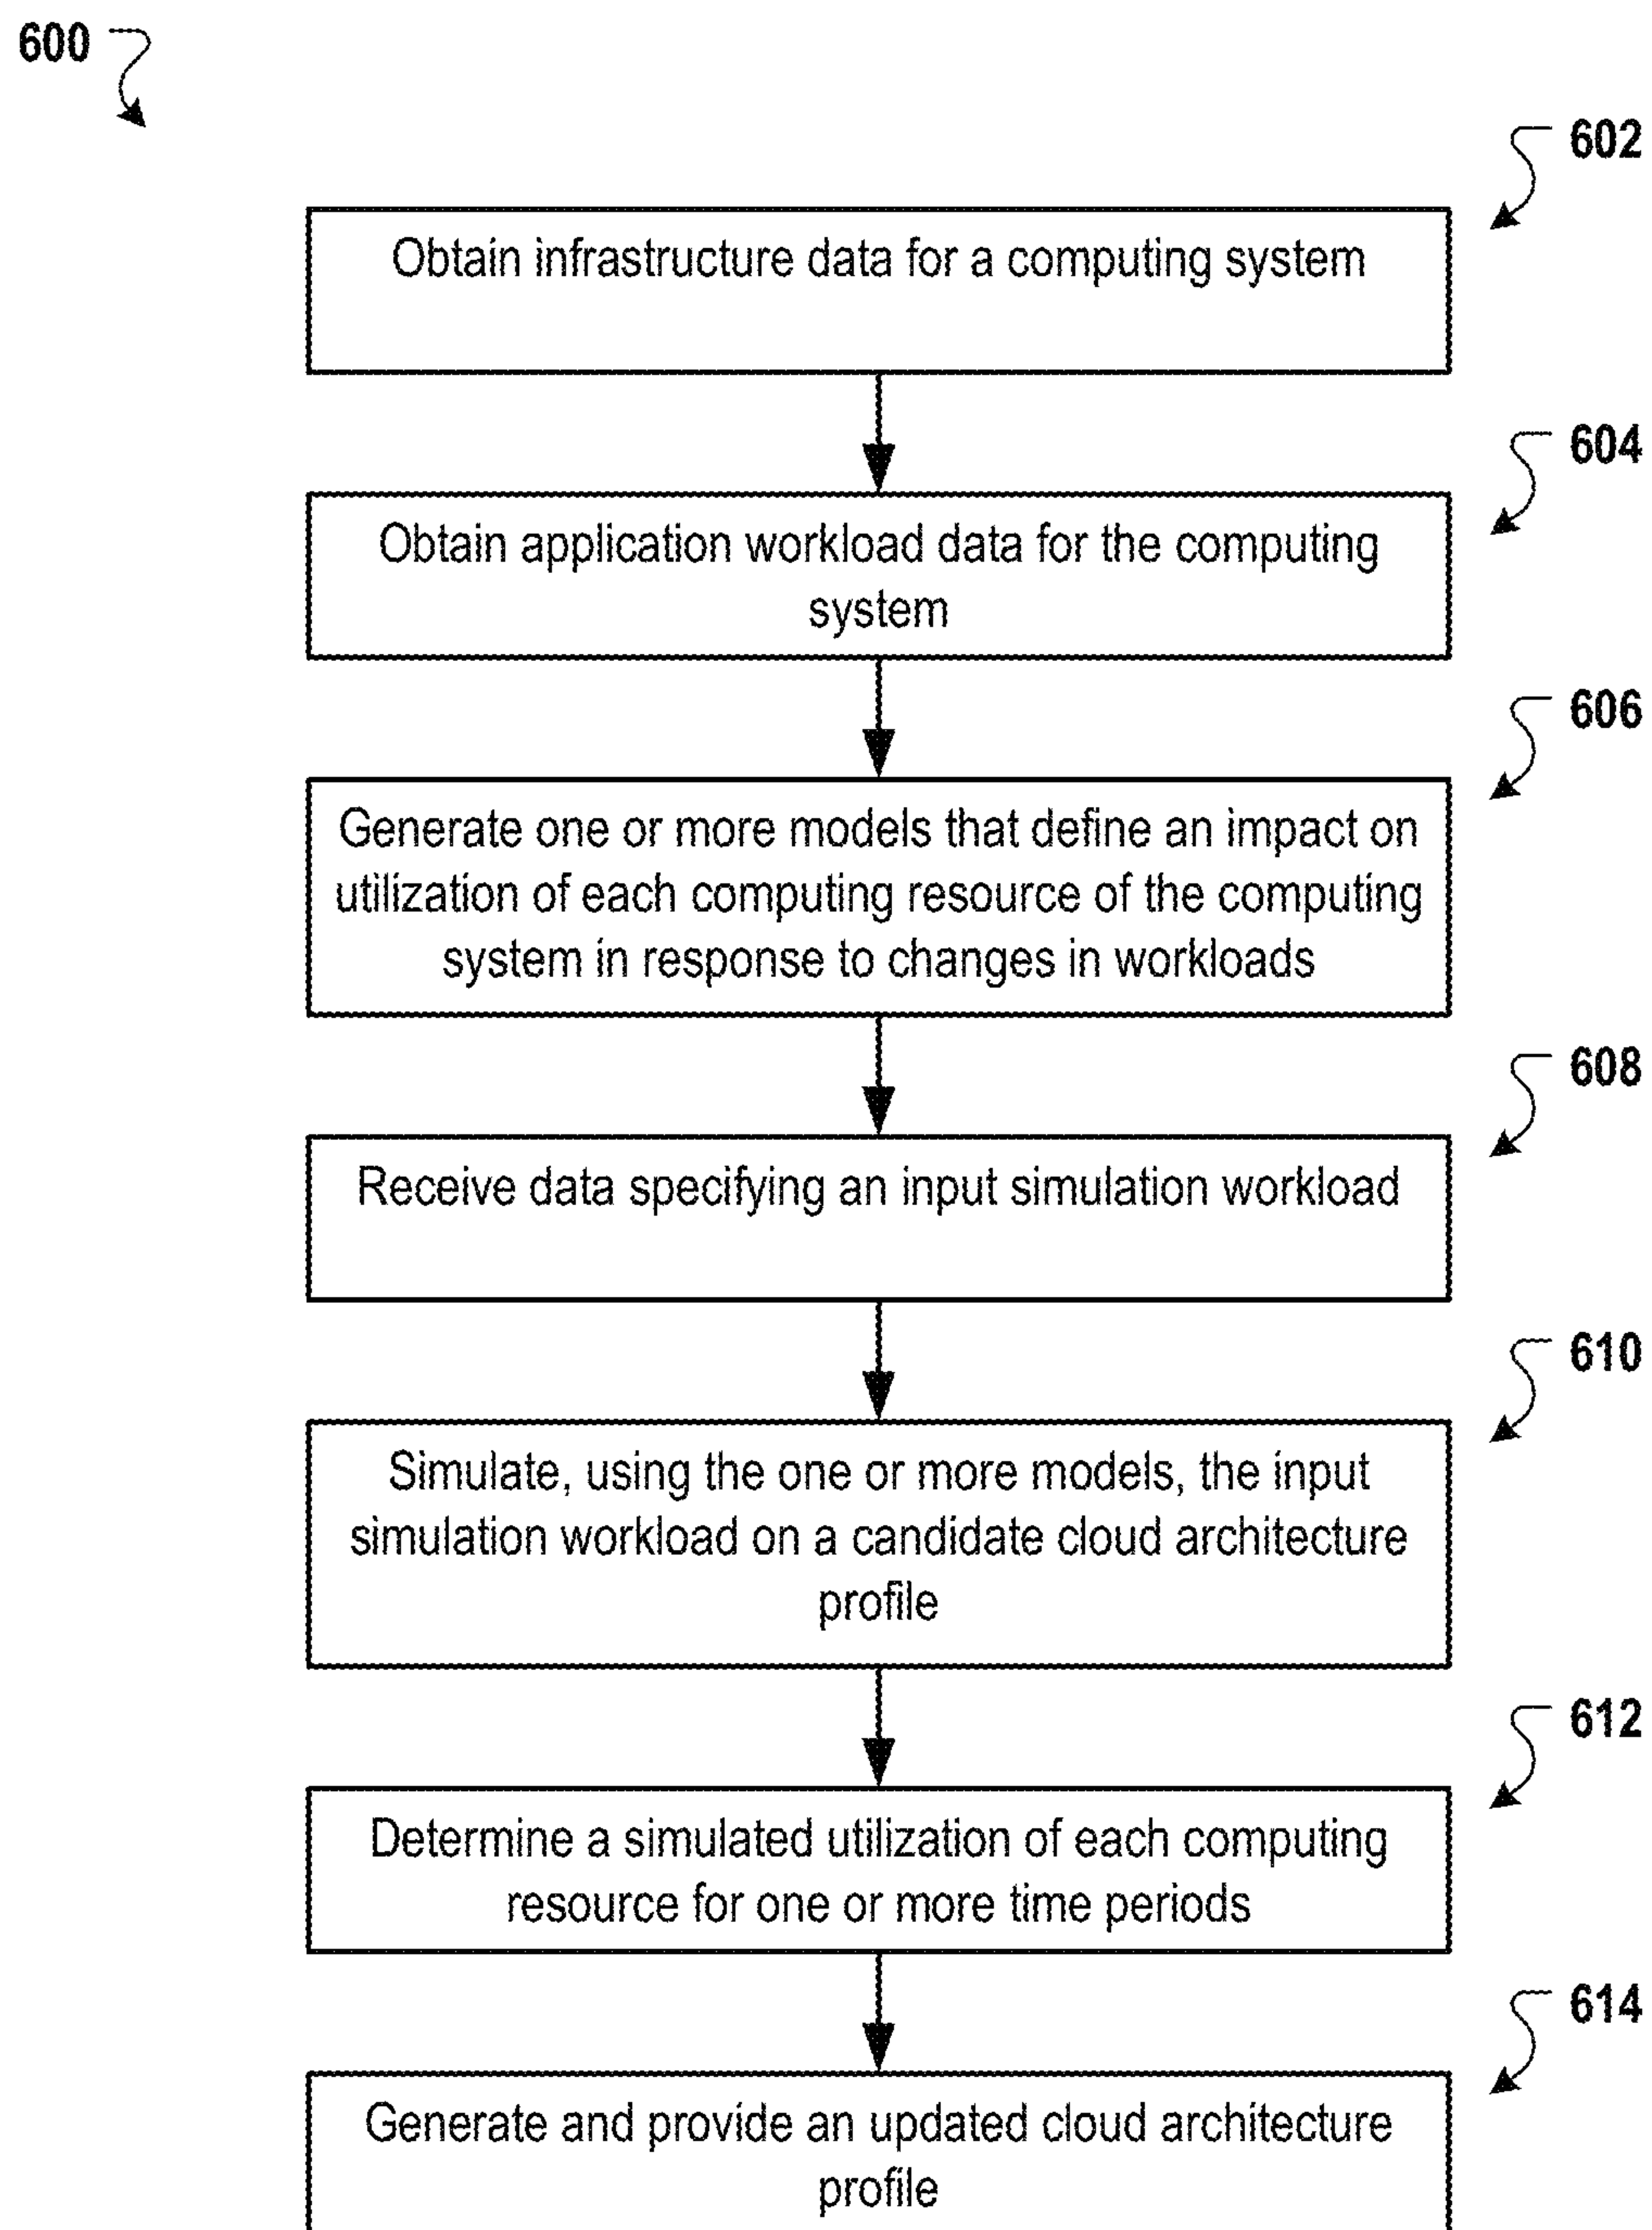 600
602
Obtain infrastructure data for a computing system
604
Obtain application workload data for the computing
system
606
Generate one or more models that define an impact on
utilization of each computing resource of the computing
system in response to changes in workloads
608
Receive data specifying an input simulation workload
610
Simulate, using the one or more models, the input
simulation workload on a candidate cloud architecture
profile
612
Determine a simulated utilization of each computing
resource for one or more time periods
614
Generate and provide an updated cloud architecture
profile